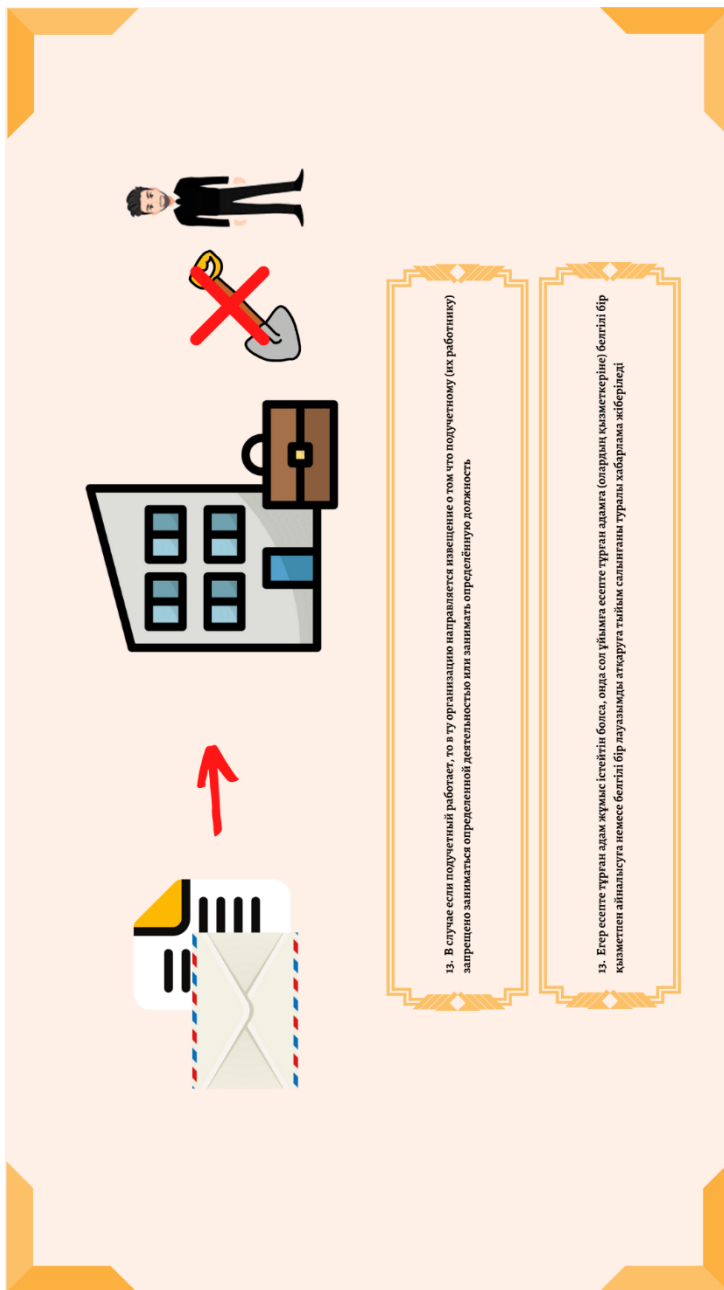 13. В случае если подучетный работает, то в ту организацию направляется извещение о том что подучетному (их работнику)
запрещено заниматься определенной деятельностью или занимать определённую должность
13. Егер есепте тұрған адам жұмыс істейтін болса, онда сол ұйымға есепте тұрған адамға (олардың қызметкеріне) белгілі бір
қызметпен айналысуға немесе белгілі бір лауазымды атқаруға тыйым салынғаны туралы хабарлама жіберіледі